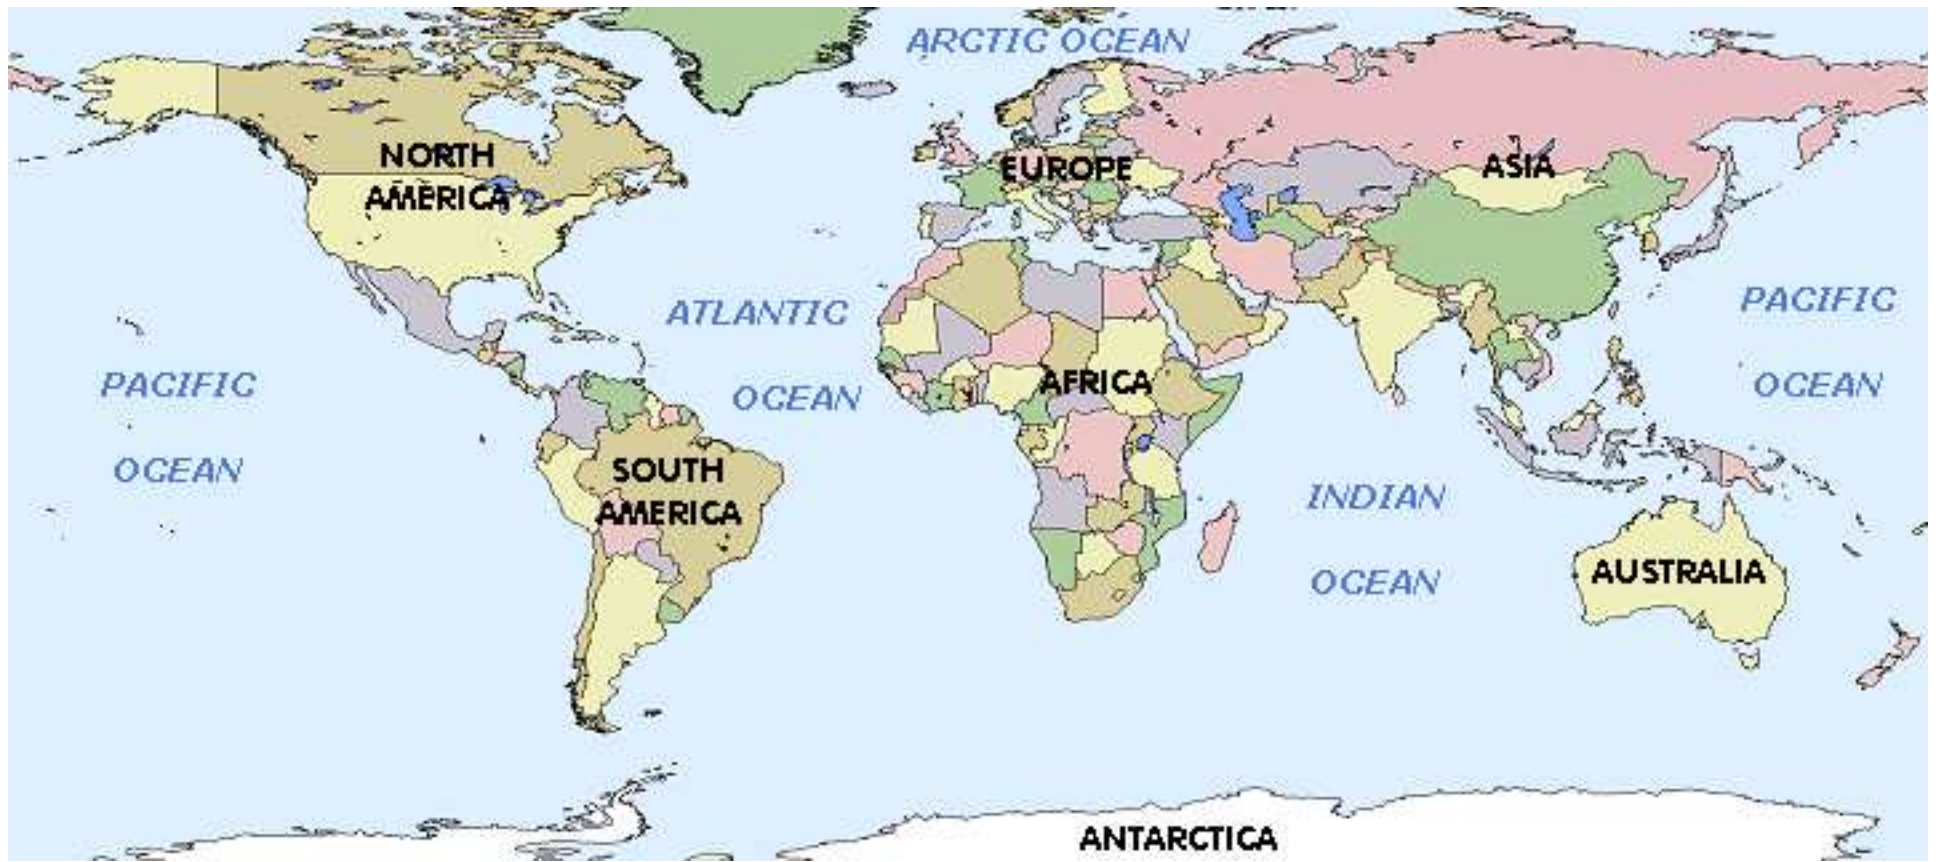 ARCTIC OCEAN
NORTH
AMERICA
EUROPE
ASIA
ATLANTIC
OCEAN
PACIFIC
OCEAN
PACIFIC
OCEAN
AFRICA
SOUTH
AMERICA
INDIAN
OCEAN
AUSTRALIA
ANTARCTICA